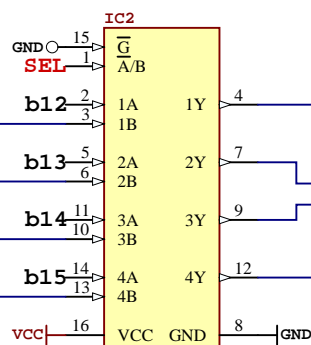 IC2
GND 15 G
SEL 1 A/B
b12 2 1A 1Y 4
3 1B
b13 5 2A 2Y 7
6 2B
b14 11 3A 3Y 9
10 3B
b15 14 4A 4Y 12
13 4B
VCC 16 VCC GND 8 GND